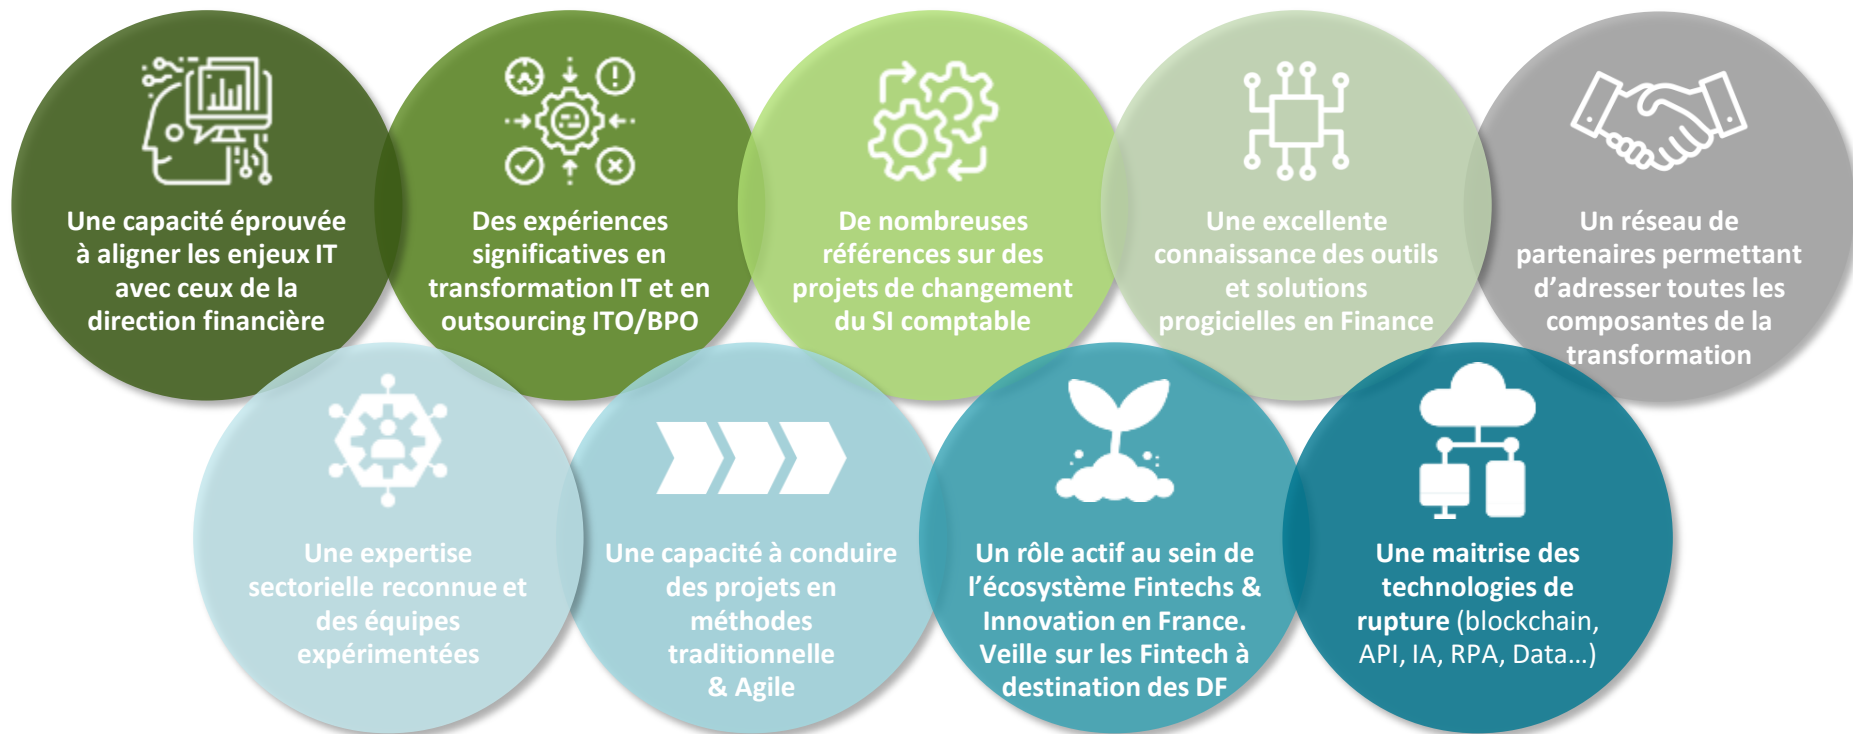 Une capacité éprouvée
à aligner les enjeux IT
avec ceux de la
direction financière
Des expériences
significatives en
transformation IT et en
outsourcing ITO/BPO
De nombreuses
références sur des
projets de changement
du SI comptable
Une excellente
connaissance des outils
et solutions
progicielles en Finance
Un réseau de
partenaires permettant
d’adresser toutes les
composantes de la
transformation
Une expertise
sectorielle reconnue et
des équipes
expérimentées
Une capacité à conduire
des projets en
méthodes
traditionnelle
& Agile
Un rôle actif au sein de
l’écosystème Fintechs &
Innovation en France.
Veille sur les Fintech à
destination des DF
Une maitrise des
technologies de
rupture (blockchain,
API, IA, RPA, Data…)